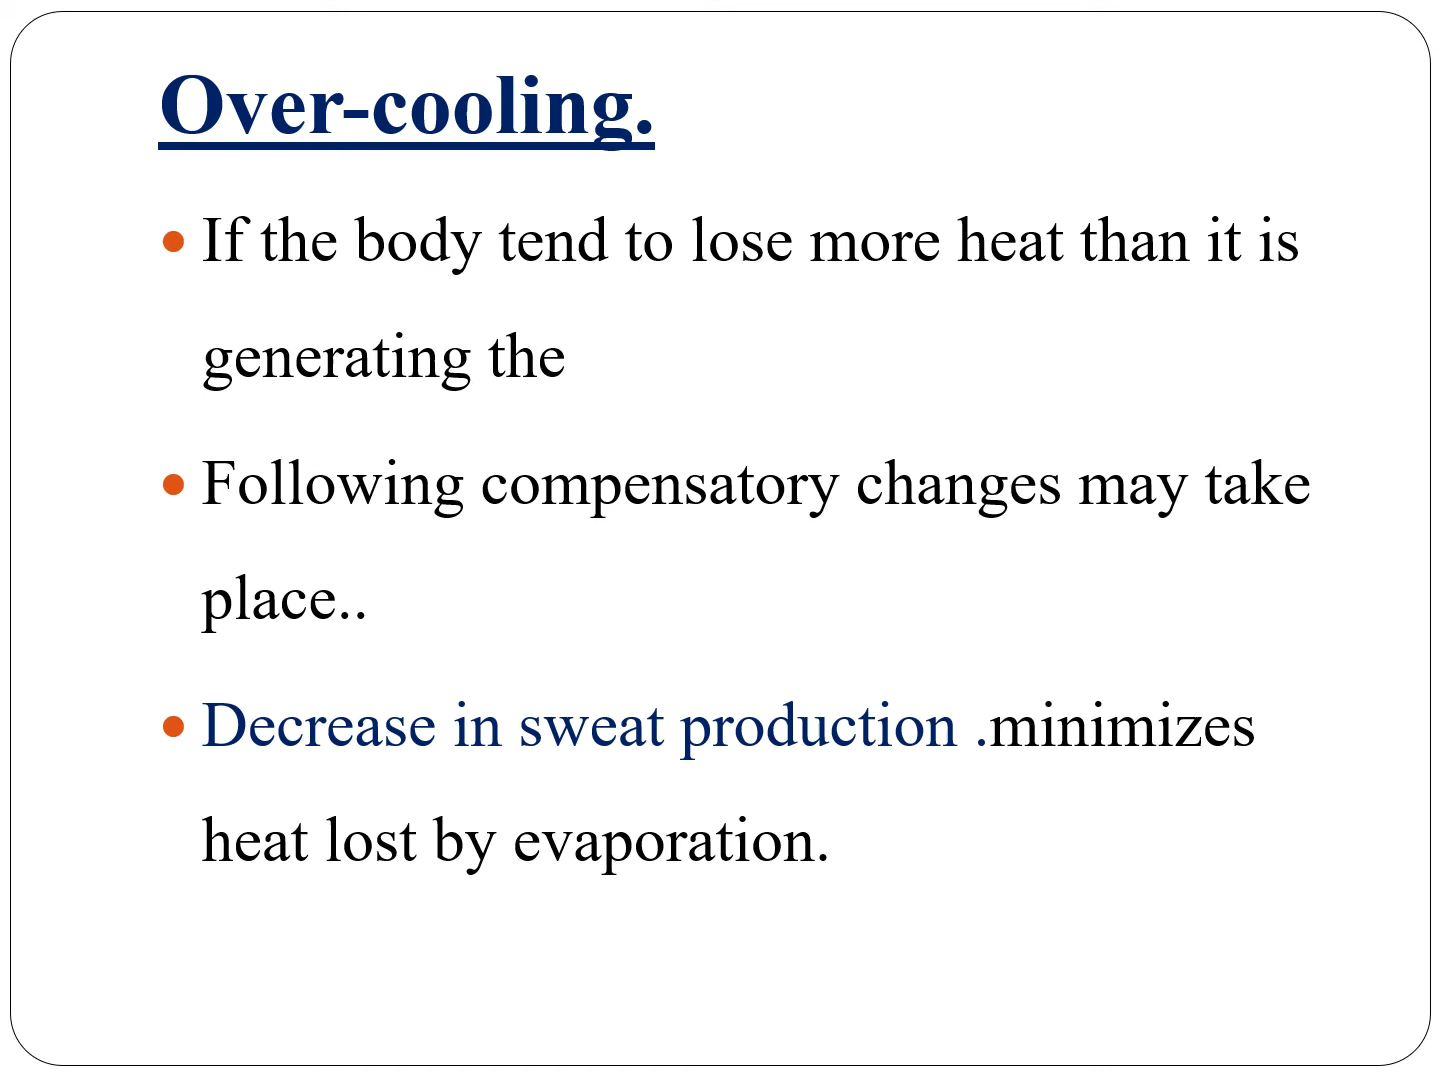 Over-cooling.
• If the body tend to lose more heat than it is
generating the
• Following compensatory changes may take
place..
• Decrease in sweat production .minimizes
heat lost by evaporation.